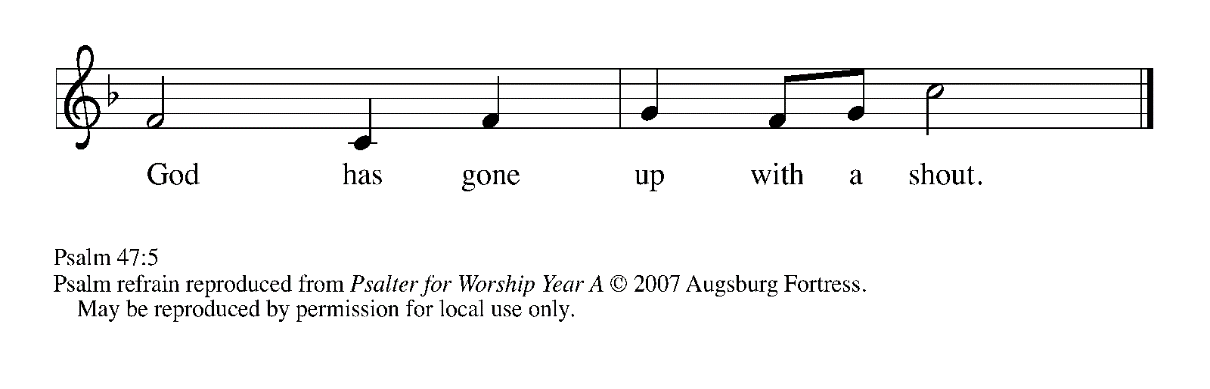 God has gone up with a shout.
Psalm 47:5
Psalm refrain reproduced from Psalter for Worship Year A © 2007 Augsburg Fortress.
May be reproduced by permission for local use only.